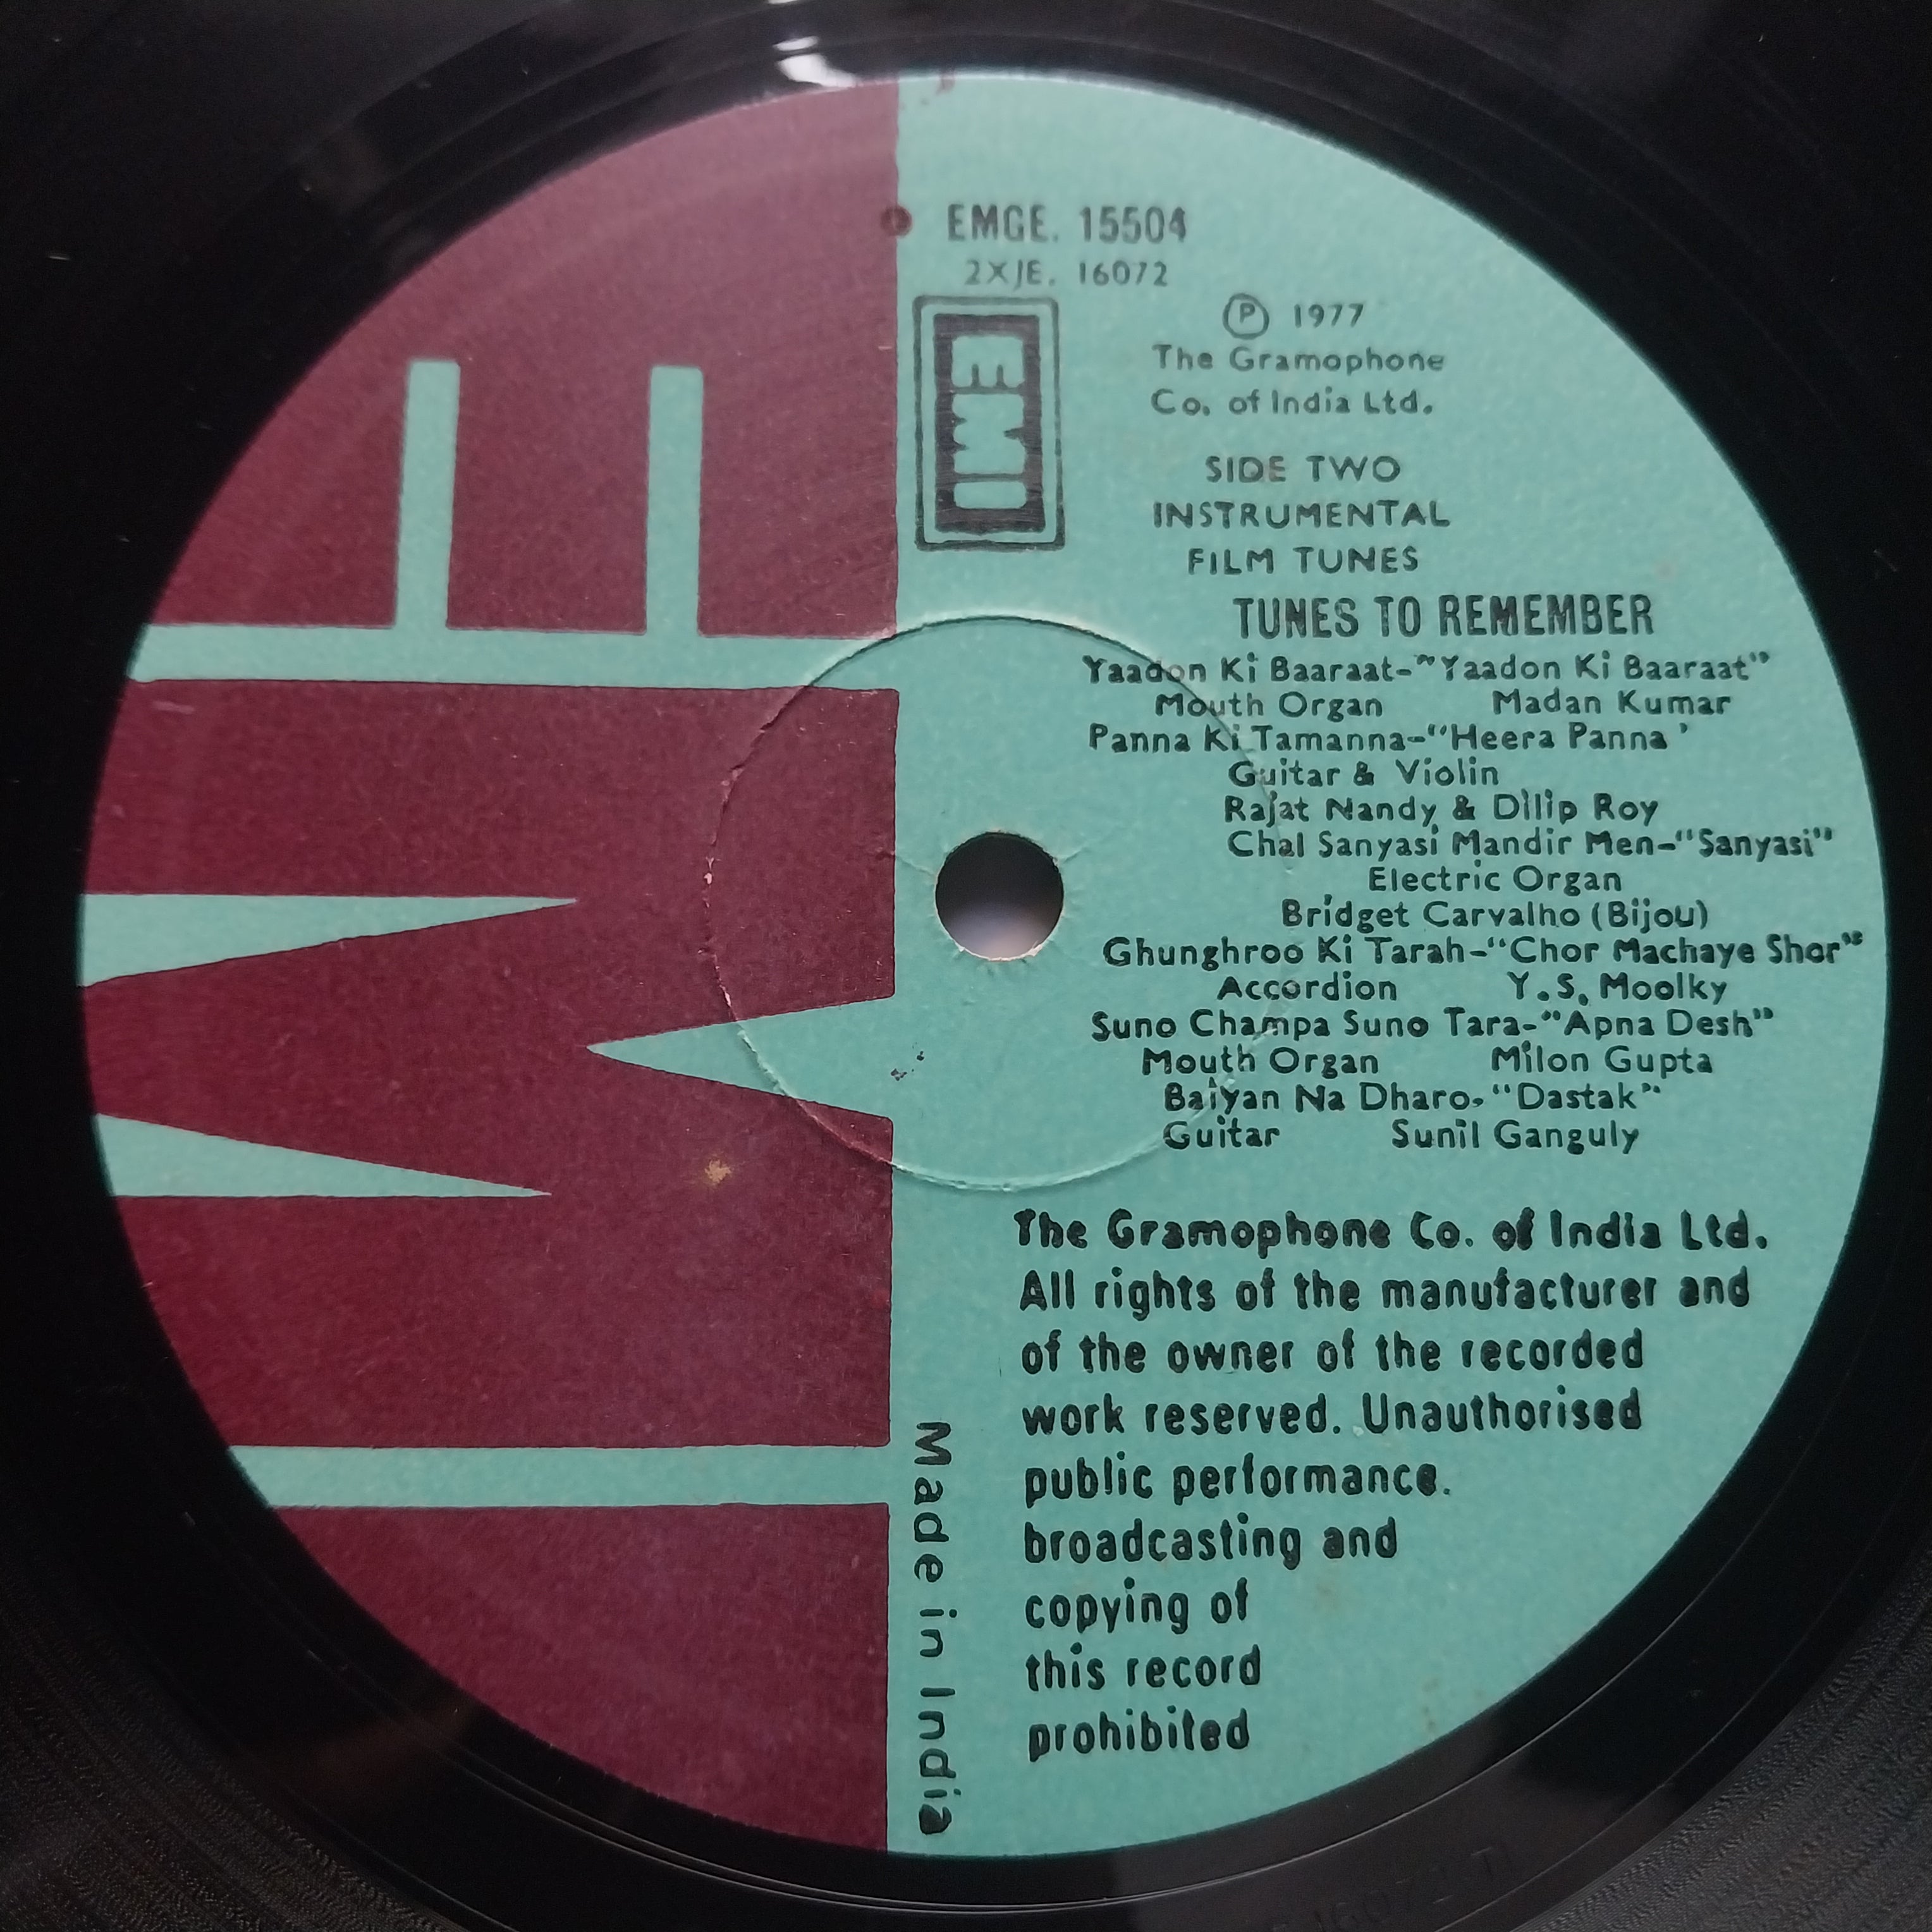 EMGE. 15504
2XJE. 16072
EMI
Ⓟ 1977
The Gramophone
Co. of India Ltd.
SIDE TWO
INSTRUMENTAL
FILM TUNES
TUNES TO REMEMBER
Yaadon Ki Baaraat-"Yaadon Ki Baaraat"
Mouth Organ Madan Kumar
Panna Ki Tamanna-"Heera Panna'
Guitar & Violin
Rajat Nandy & Dilip Roy
Chal Sanyasi Mandir Men-"Sanyasi"
Electric Organ
Bridget Carvalho (Bijou)
Ghunghroo Ki Tarah-"Chor Machaye Shor"
Accordion Y.S. Moolky
Suno Champa Suno Tara-"Apna Desh"
Mouth Organ Milon Gupta
Baiyan Na Dharo-"Dastak"
Guitar Sunil Ganguly
The Gramophone Co. of India Ltd.
All rights of the manufacturer and
of the owner of the recorded
work reserved. Unauthorised
public performance.
broadcasting and
copying of
this record
prohibited
Made in India
EMI